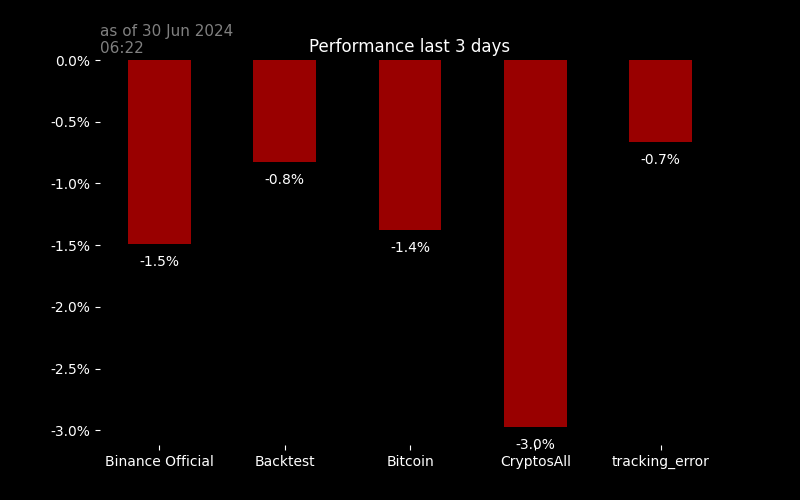 as of 30 Jun 2024
06:22
Performance last 3 days
0.0%
-0.5%
-1.0%
-1.5%
-2.0%
-2.5%
-3.0%
-1.5%
-0.8%
-1.4%
-3.0%
-0.7%
Binance Official
Backtest
Bitcoin
CryptosAll
tracking_error